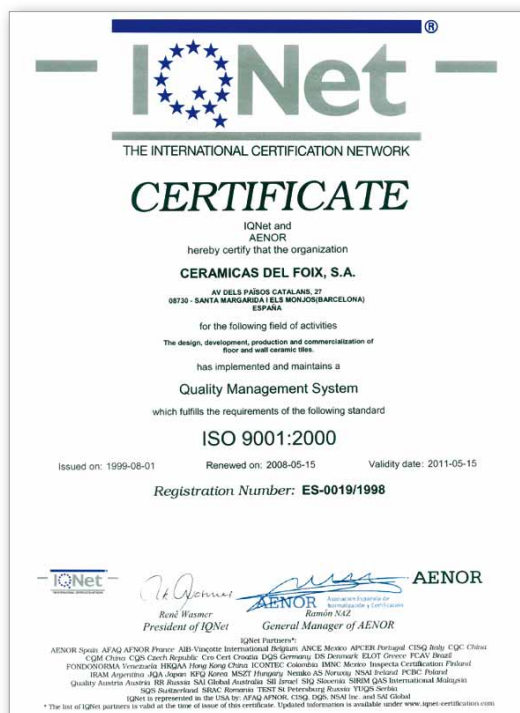 ®
IQNet
THE INTERNATIONAL CERTIFICATION NETWORK
CERTIFICATE
IQNet and
AENOR
hereby certify that the organization
CERAMICAS DEL FOIX, S.A.
AV DELS PAÏSOS CATALANS, 27
08730 - SANTA MARGARIDA I ELS MONJOS(BARCELONA)
ESPAÑA
for the following field of activities
The design, development, production and commercialization of
floor and wall ceramic tiles.
has implemented and maintains a
Quality Management System
which fulfills the requirements of the following standard
ISO 9001:2000
Issued on: 1999-08-01 Renewed on: 2008-05-15 Validity date: 2011-05-15
Registration Number: ES-0019/1998
IQNet
AENOR
AENOR Asociación Española de
Normalización y Certificación
René Wasmer Ramón NAZ
President of IQNet General Manager of AENOR
IQNet Partners*:
AENOR Spain AFAQ AFNOR France AIB-Vinçotte International Belgium ANCE Mexico APCER Portugal CISQ Italy CQC China
CQM China CQS Czech Republic Cro Cert Croatia DQS Germany DS Denmark ELOT Greece FCAV Brazil
FONDONORMA Venezuela HKQAA Hong Kong China ICONTEC Colombia IMNC Mexico Inspecta Certification Finland
IRAM Argentina JQA Japan KFQ Korea MSZT Hungary Nemko AS Norway NSAI Ireland PCBC Poland
Quality Austria Austria RR Russia SAI Global Australia SII Israel SIQ Slovenia SIRIM QAS International Malaysia
SQS Switzerland SRAC Romania TEST St Petersburg Russia YUQS Serbia
IQNet is represented in the USA by: AFAQ AFNOR, CISQ, DQS, NSAI Inc. and SAI Global
* The list of IQNet partners is valid at the time of issue of this certificate. Updated information is available under www.iqnet-certification.com